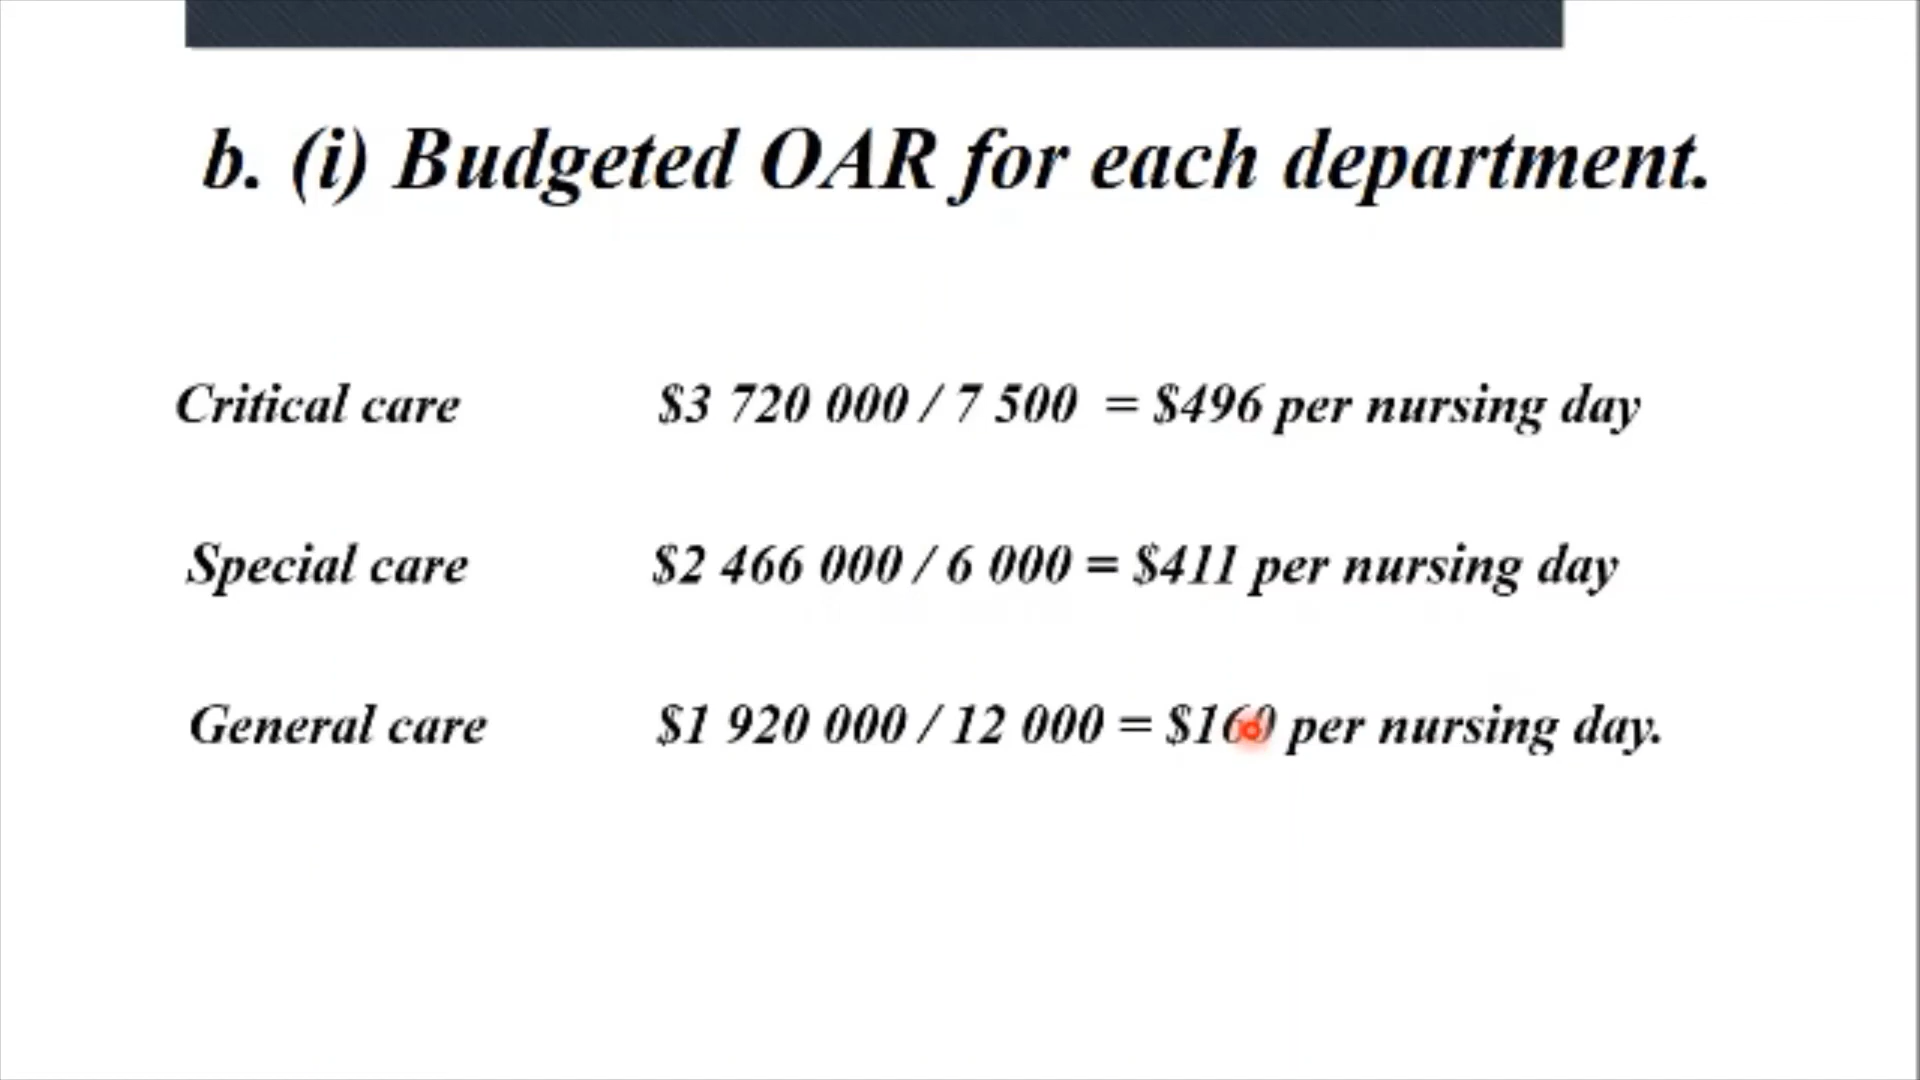 b. (i) Budgeted OAR for each department.
Critical care $3 720 000 / 7 500 = $496 per nursing day
Special care $2 466 000 / 6 000 = $411 per nursing day
General care $1 920 000 / 12 000 = $160 per nursing day.